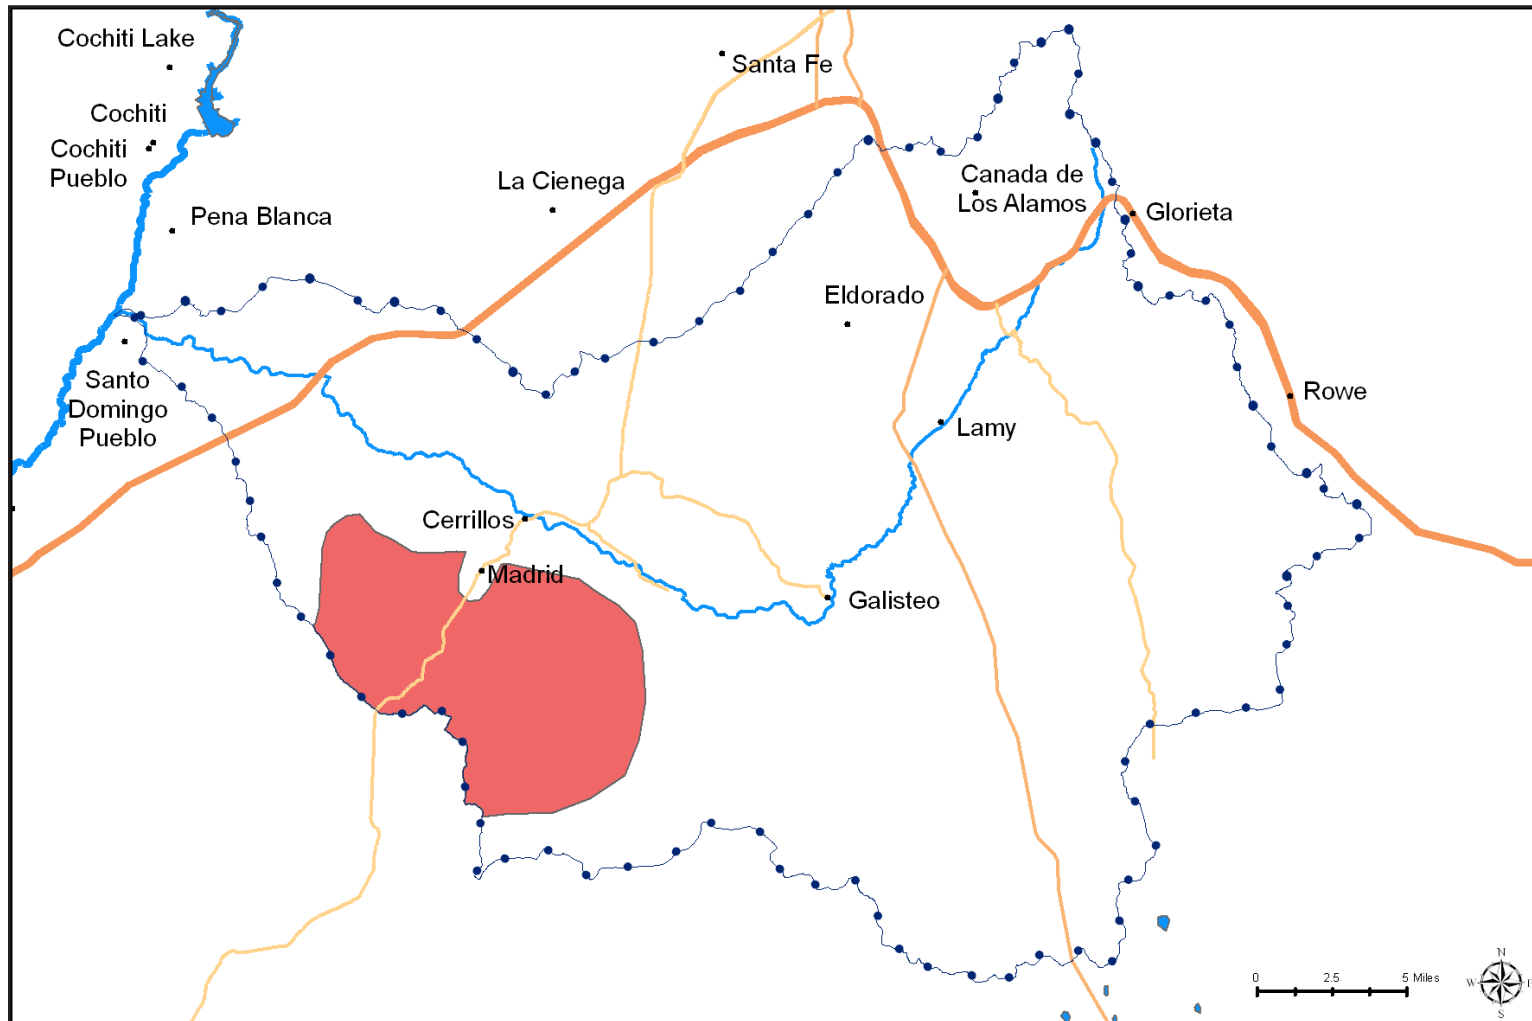 Cochiti Lake
Santa Fe
Cochiti
Cochiti
Pueblo
La Cienega
Canada de
Los Alamos
Glorieta
Pena Blanca
Eldorado
Santo
Domingo
Pueblo
Rowe
Lamy
Cerrillos
Madrid
Galisteo
0 2.5 5 Miles
N
W E
S